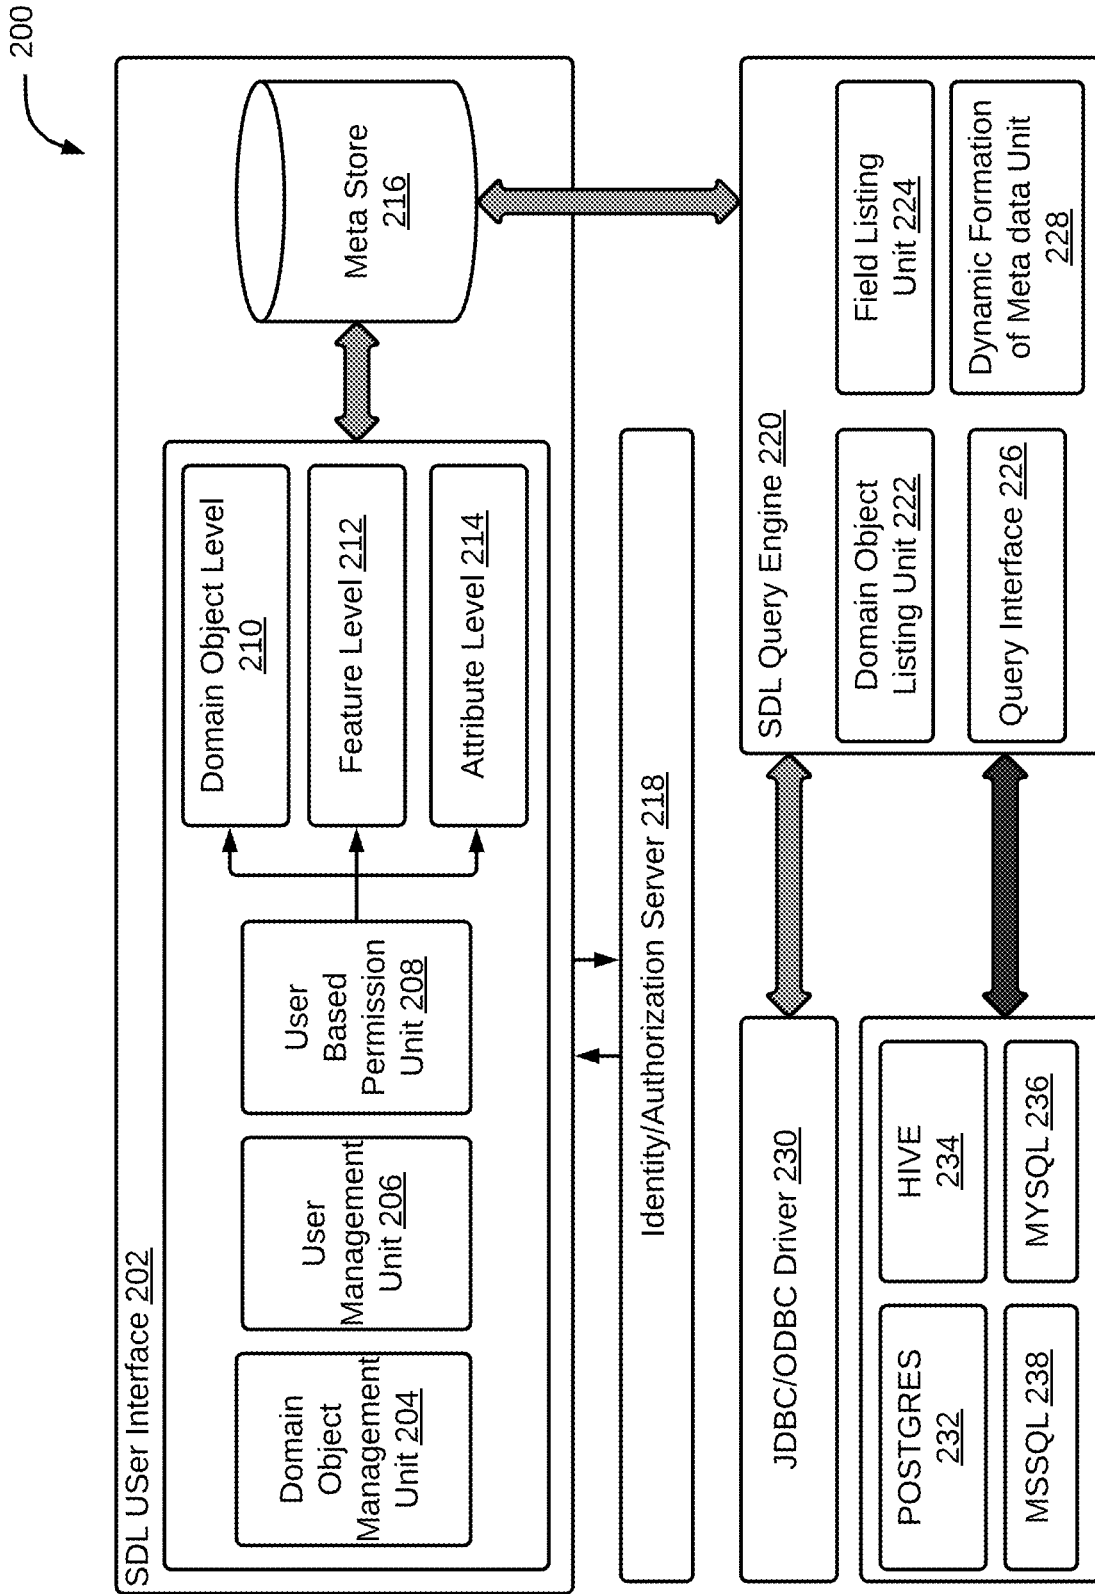 200
SDL USer Interface 202
Domain
Object
Management
Unit 204
User
Management
Unit 206
User
Based
Permission
Unit 208
Domain Object Level
210
Feature Level 212
Attribute Level 214
Meta Store
216
Identity/Authorization Server 218
JDBC/ODBC Driver 230
POSTGRES
232
HIVE
234
MSSQL 238
MYSQL 236
SDL Query Engine 220
Domain Object
Listing Unit 222
Field Listing
Unit 224
Query Interface 226
Dynamic Formation
of Meta data Unit
228